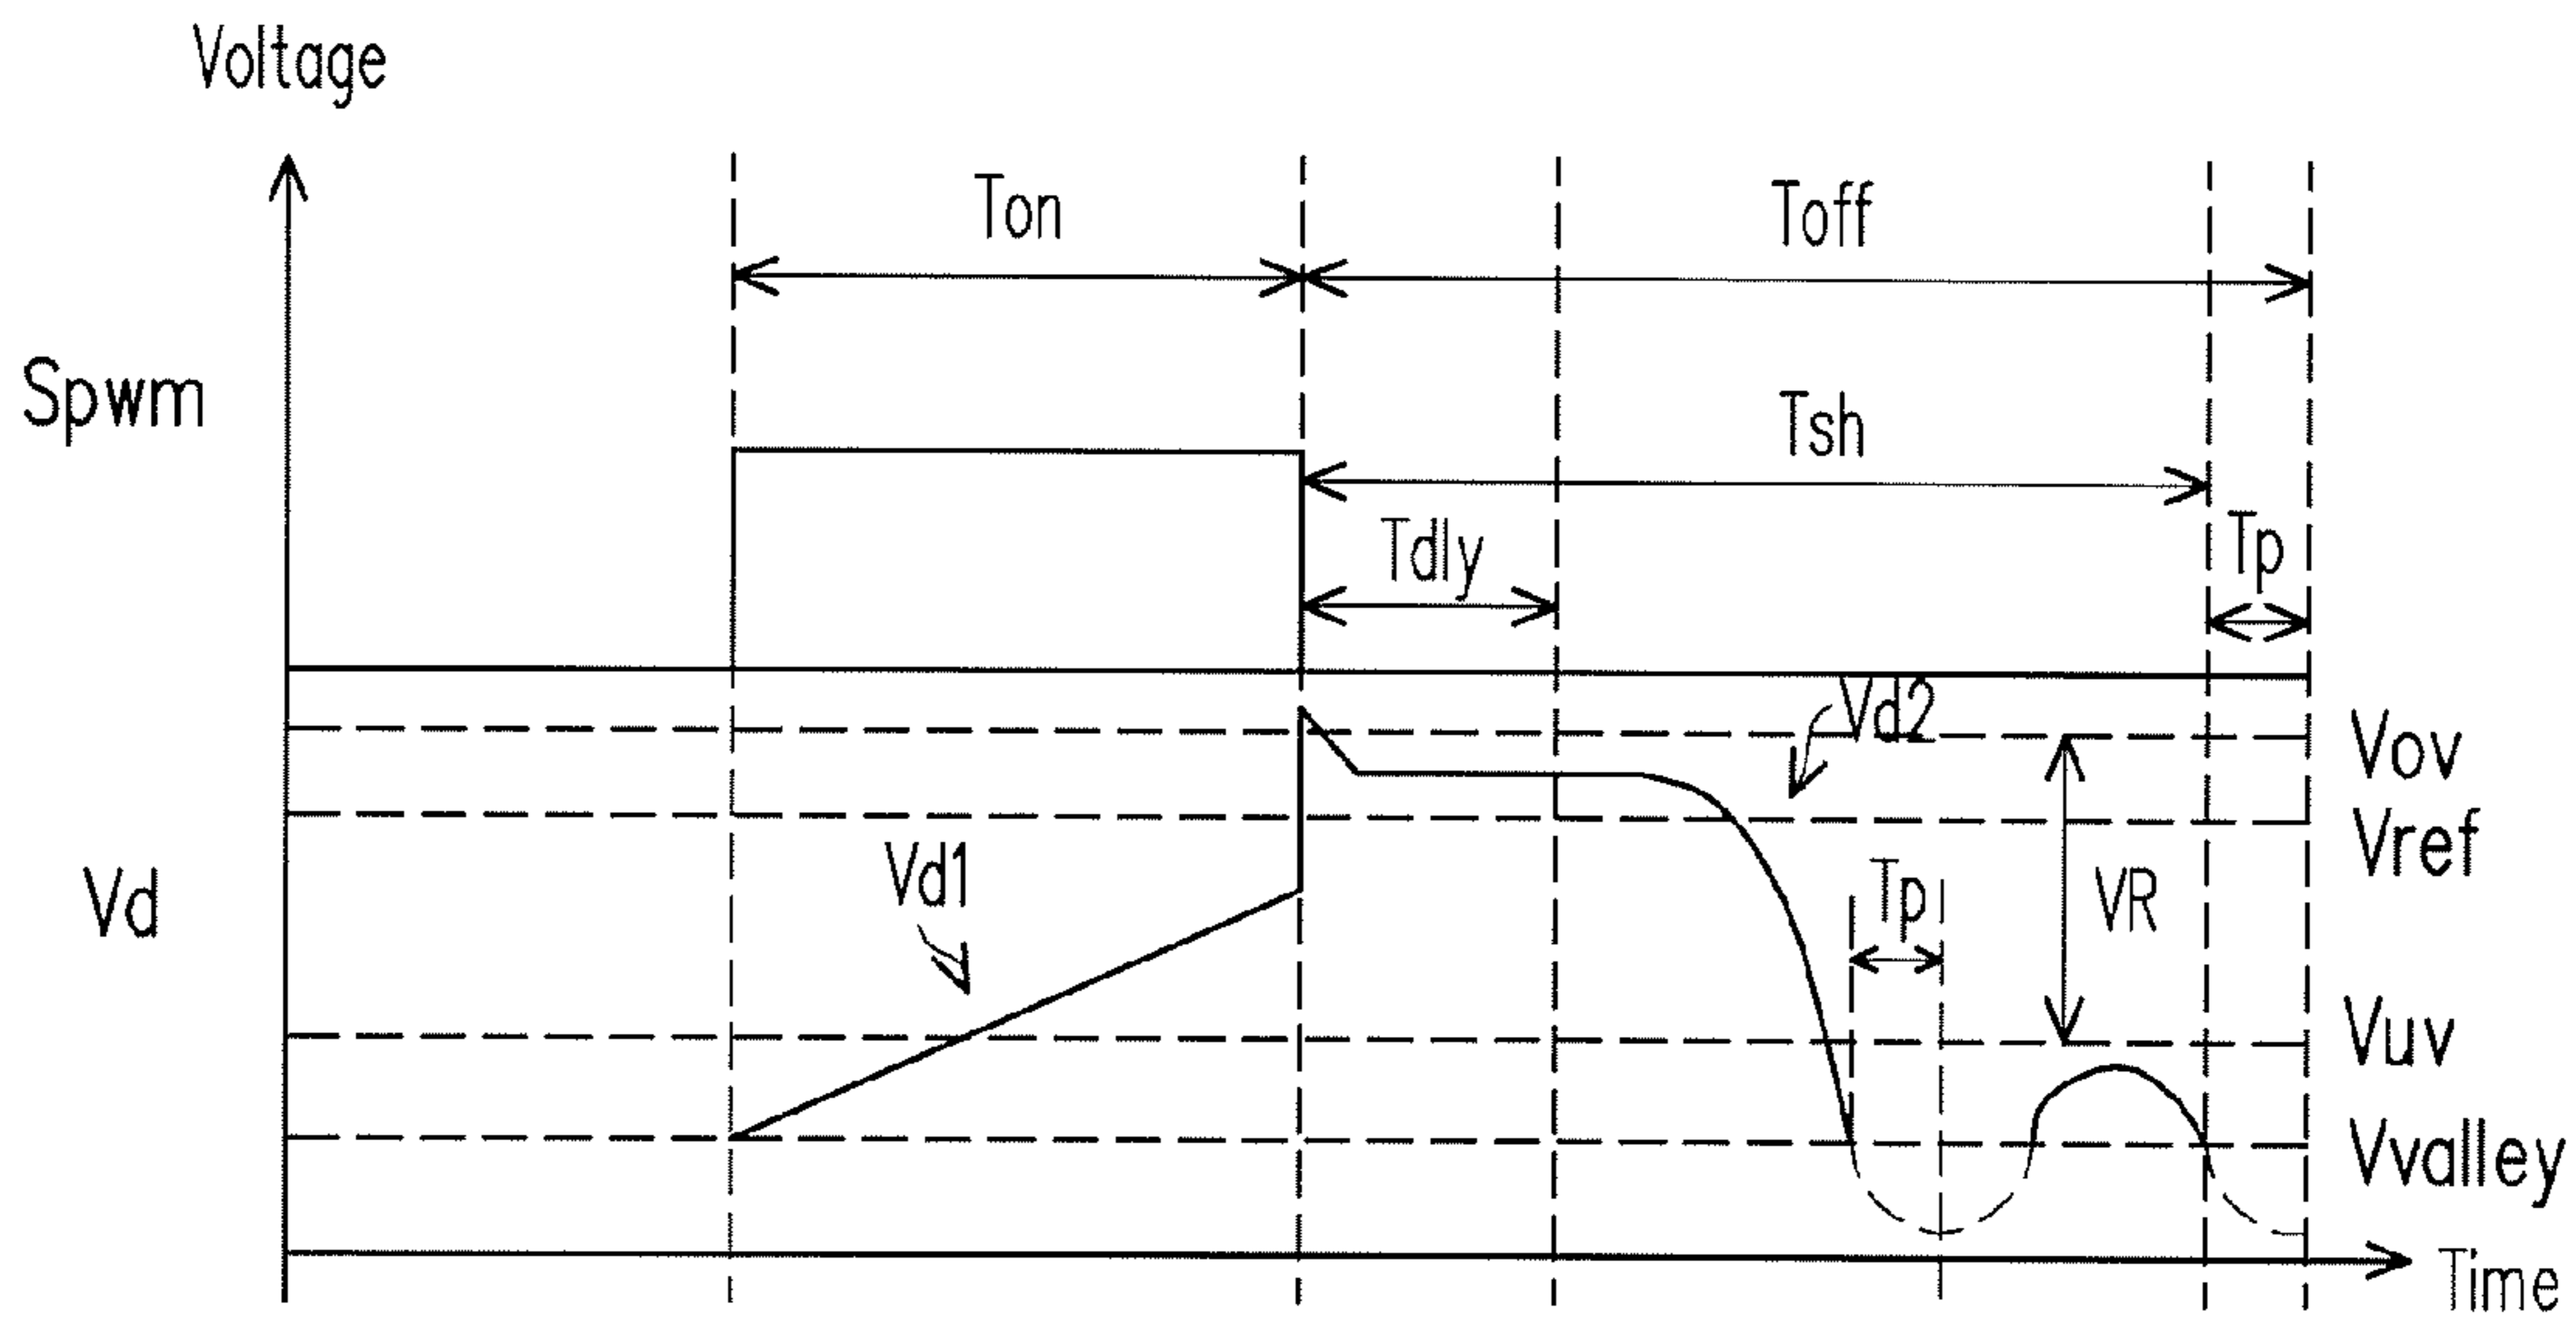 Voltage
Ton
Toff
Spwm
Tsh
Tdly
Tp
Vd2
Vov
Vref
Vd1
Tp
VR
Vd
Vuv
Vvalley
Time